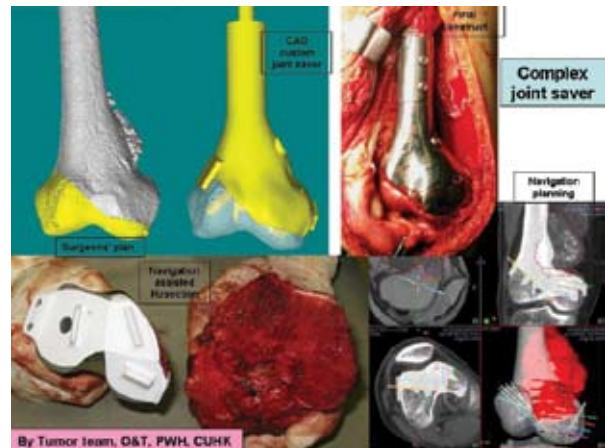 CAD
custom
joint saver
Final
construct
Complex
joint saver
Surgeons' plan
Navigation
assisted
Resection
Navigation
planning
By Tumor team, O&T, PWH, CUHK